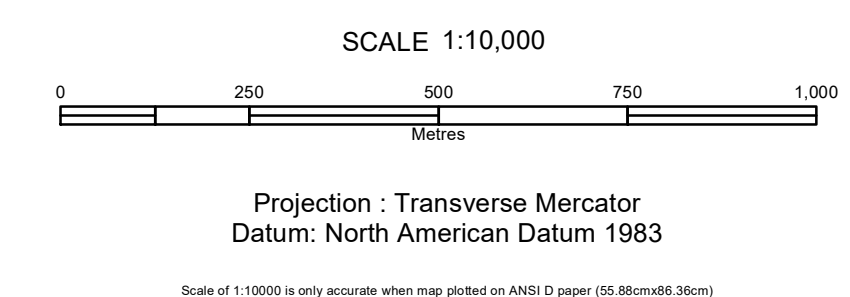 SCALE 1:10,000
0 250 500 750 1,000
Metres
Projection : Transverse Mercator
Datum: North American Datum 1983
Scale of 1:10000 is only accurate when map plotted on ANSI D paper (55.88cmx86.36cm)